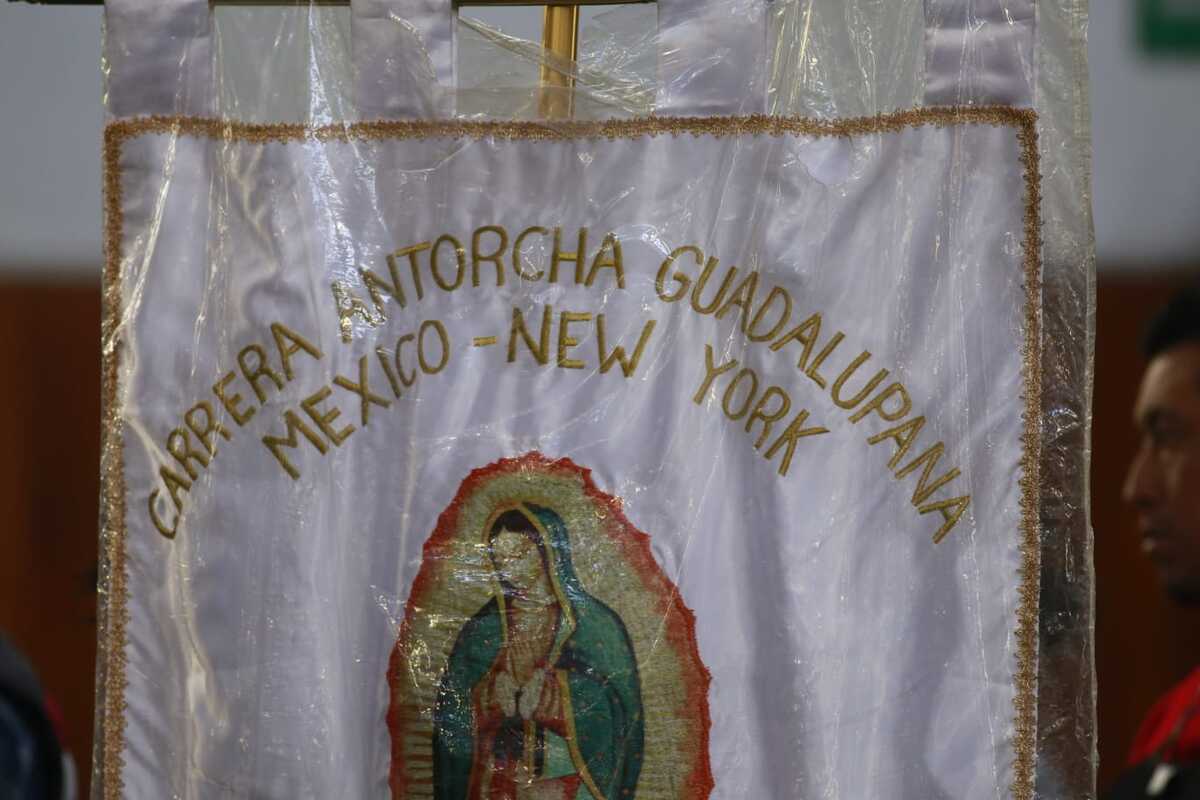 CARRERA ANTORCHA GUADALUPANA
MEXICO - NEW YORK